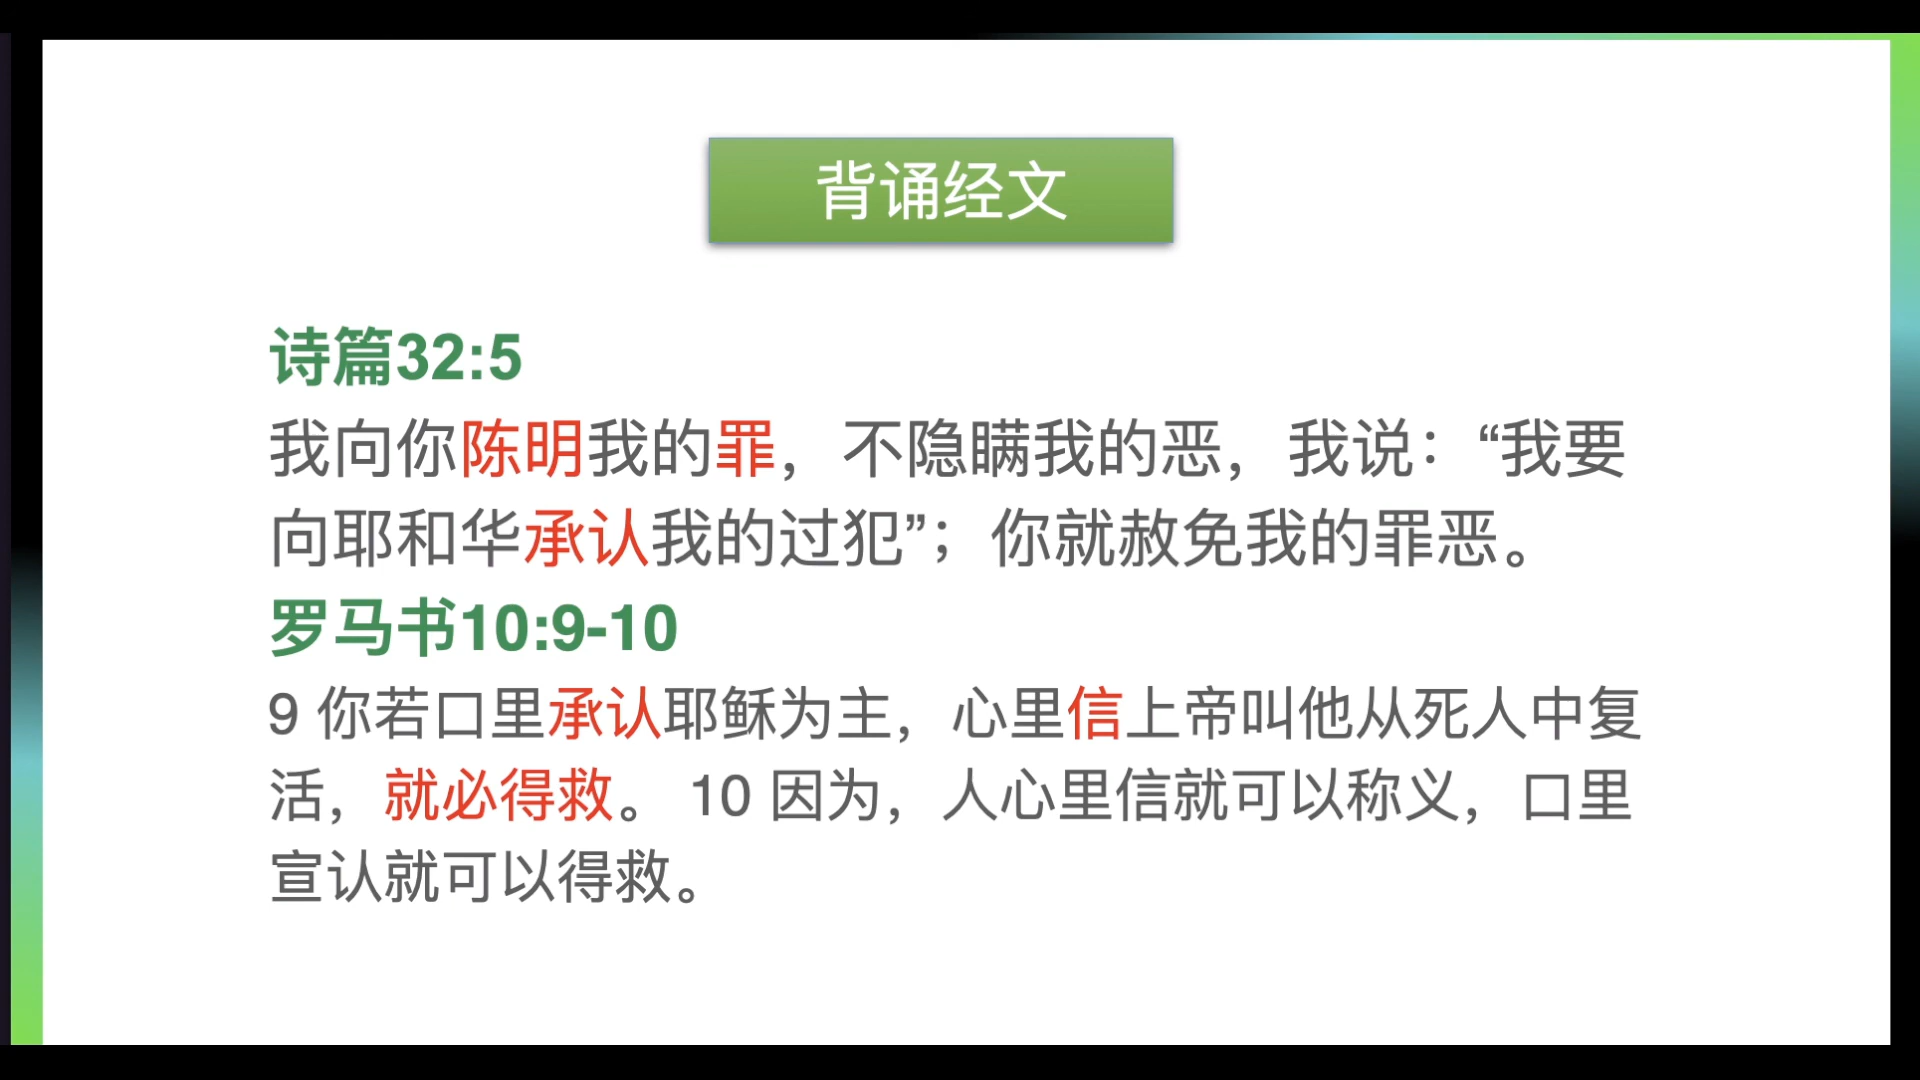 背诵经文
诗篇32:5
我向你陈明我的罪，不隐瞒我的恶，我说：“我要
向耶和华承认我的过犯”；你就赦免我的罪恶。
罗马书10:9-10
9 你若口里承认耶稣为主，心里信上帝叫他从死人中复
活，就必得救。 10 因为，人心里信就可以称义，口里
宣认就可以得救。